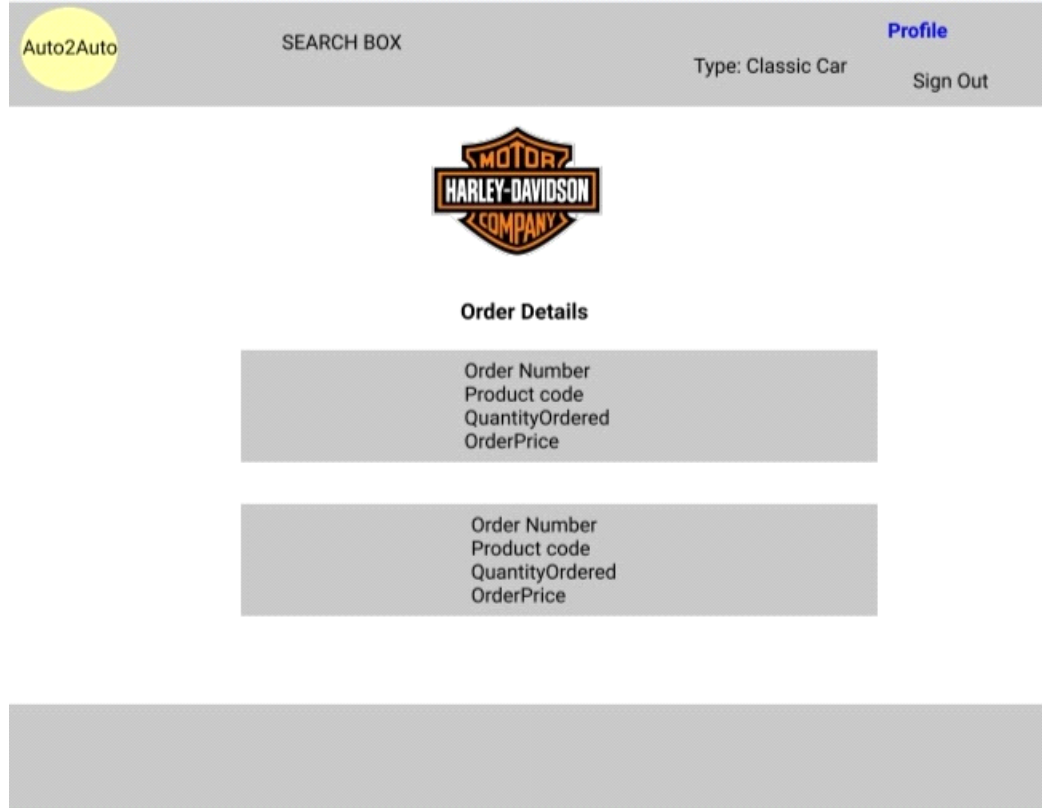 Auto2Auto
SEARCH BOX
Type: Classic Car
Profile
Sign Out
MOTOR
HARLEY-DAVIDSON
COMPANY
Order Details
Order Number
Product code
QuantityOrdered
OrderPrice
Order Number
Product code
QuantityOrdered
OrderPrice